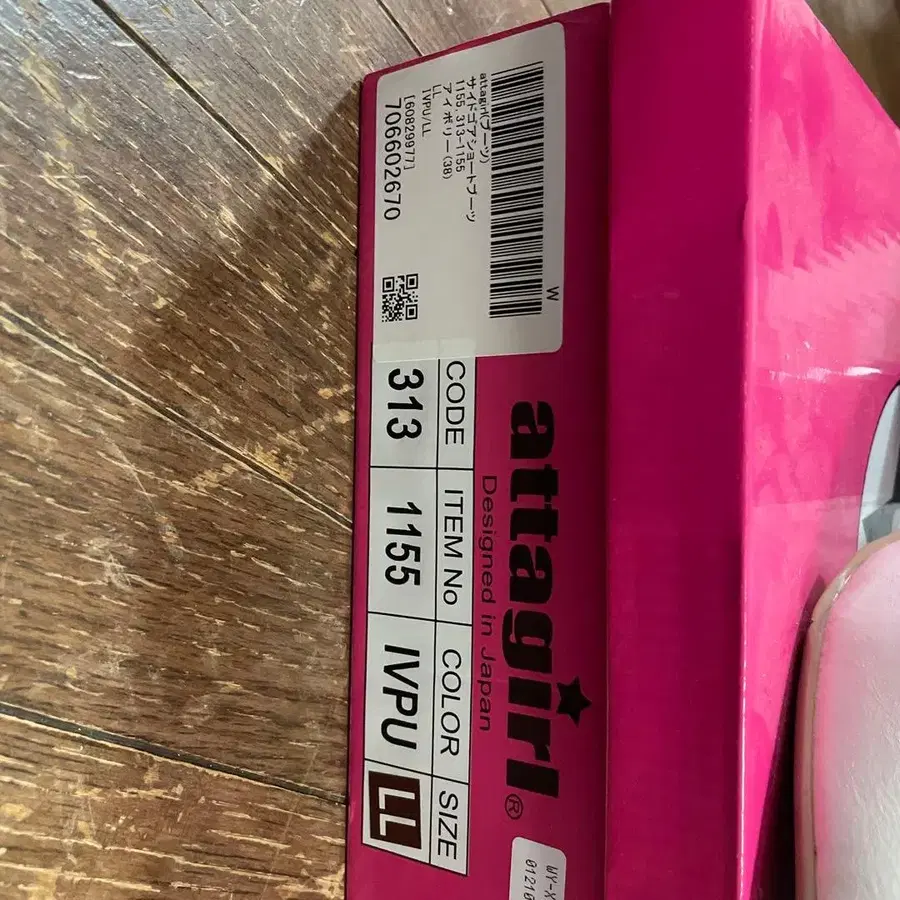 attagirl(ブーツ)
サイドゴアショートブーツ
1155,313-1155
アイボリー(38)
LL
IVPU/LL
[60829977]
706602670
W
attagirl®
Designed in Japan
CODE ITEM No COLOR SIZE
313 1155 IVPU LL
WY-X
01210